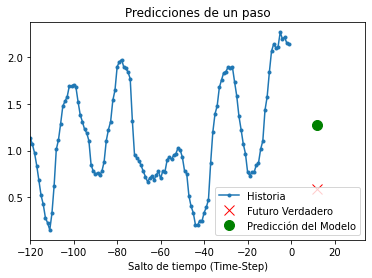 Predicciones de un paso
2.0
1.5
1.0
0.5
Historia
Futuro Verdadero
Predicción del Modelo
−120 −100 −80 −60 −40 −20 0 20
Salto de tiempo (Time-Step)